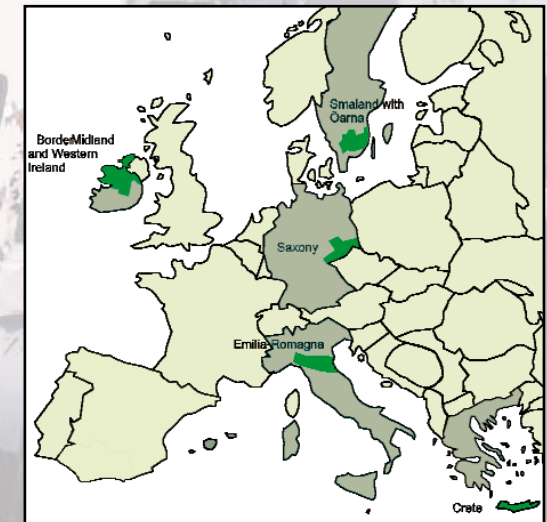 Smaland with
Öarna
Border,Midland
and Western
Ireland
Saxony
Emilia-Romagna
Crete